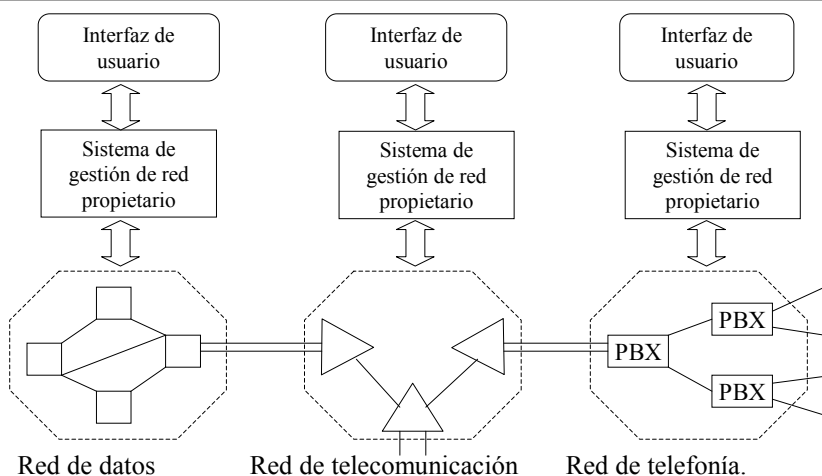 Interfaz de
usuario
Interfaz de
usuario
Interfaz de
usuario
Sistema de
gestión de red
propietario
Sistema de
gestión de red
propietario
Sistema de
gestión de red
propietario
PBX
PBX
PBX
Red de datos
Red de telecomunicación
Red de telefonía.